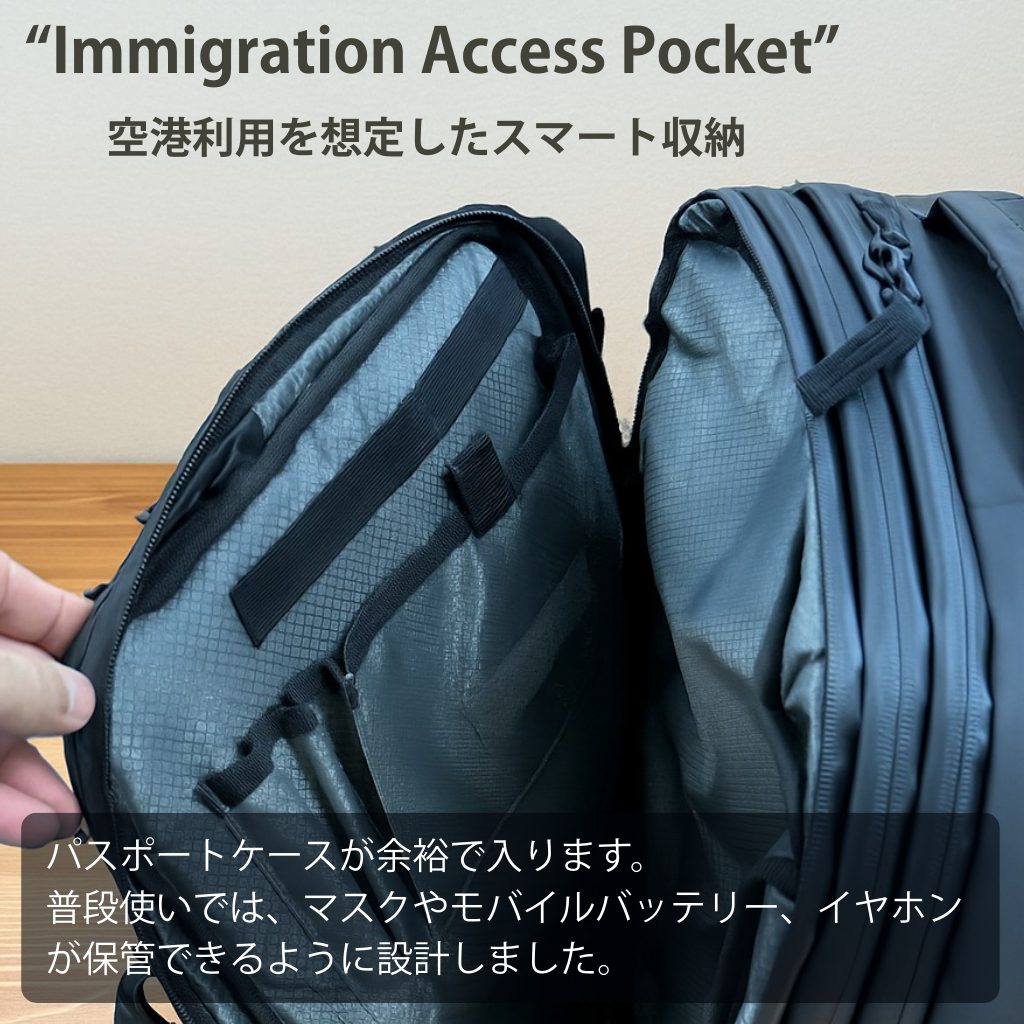 “Immigration Access Pocket”
空港利用を想定したスマート収納
パスポートケースが余裕で入ります。
普段使いでは、マスクやモバイルバッテリー、イヤホン
が保管できるように設計しました。